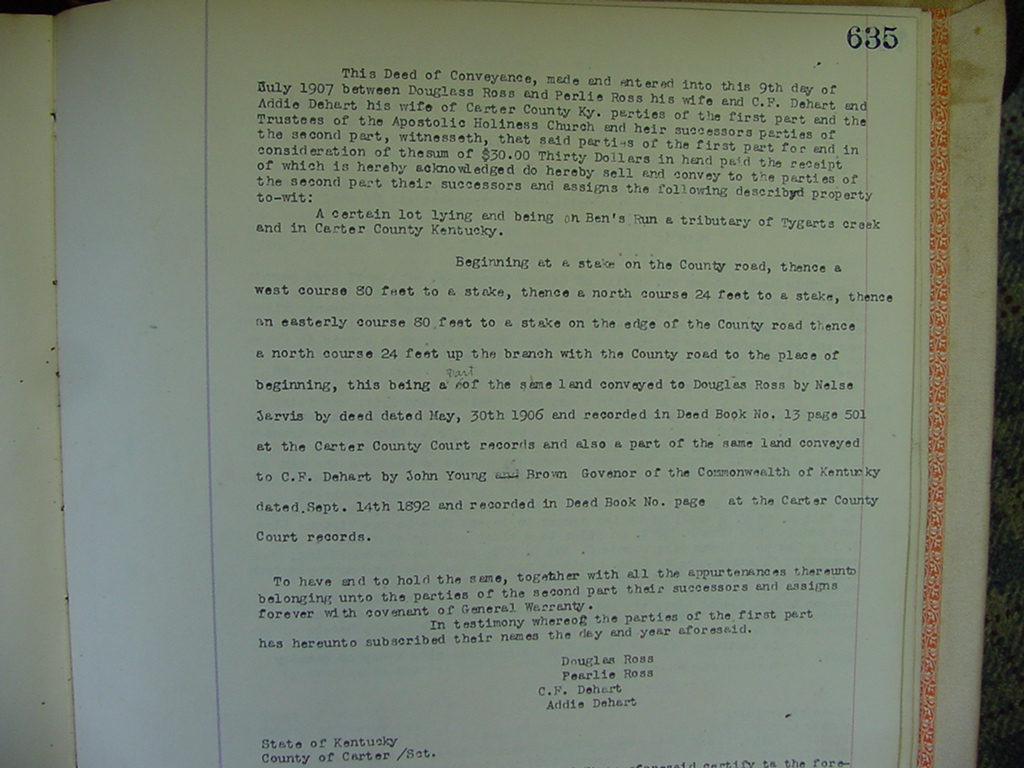 635
This Deed of Conveyance, made and entered into this 9th day of
July 1907 between Douglass Ross and Perlie Ross his wife and C.F. Dehart and
Addie Dehart his wife of Carter County Ky. parties of the first part and the
Trustees of the Apostolic Holiness Church and heir successors parties of
the second part, witnesseth, that said parties of the first part for and in
consideration of thesum of $30.00 Thirty Dollars in hand paid the receipt
of which is hereby acknowledged do hereby sell and convey to the parties of
the second part their successors and assigns the following described property
to-wit:
A certain lot lying and being on Ben's Run a tributary of Tygarts creek
and in Carter County Kentucky.
Beginning at a stake on the County road, thence a
west course 80 feet to a stake, thence a north course 24 feet to a stake, thence
an easterly course 80 feet to a stake on the edge of the County road thence
a north course 24 feet up the branch with the County road to the place of
part
beginning, this being a of the same land conveyed to Douglas Ross by Nelse
Jarvis by deed dated May, 30th 1906 and recorded in Deed Book No. 13 page 501
at the Carter County Court records and also a part of the same land conveyed
to C.F. Dehart by John Young and Brown Govenor of the Commonwealth of Kentucky
dated.Sept. 14th 1892 and recorded in Deed Book No. page at the Carter County
Court records.
To have and to hold the same, together with all the appurtenances thereunto
belonging unto the parties of the second part their successors and assigns
forever with covenant of General Warranty.
In testimony whereof the parties of the first part
has hereunto subscribed their names the day and year aforesaid.
Douglas Ross
Pearlie Ross
C.F. Dehart
Addie Dehart
State of Kentucky
County of Carter /Sct.
aforesaid certify ta the fore-